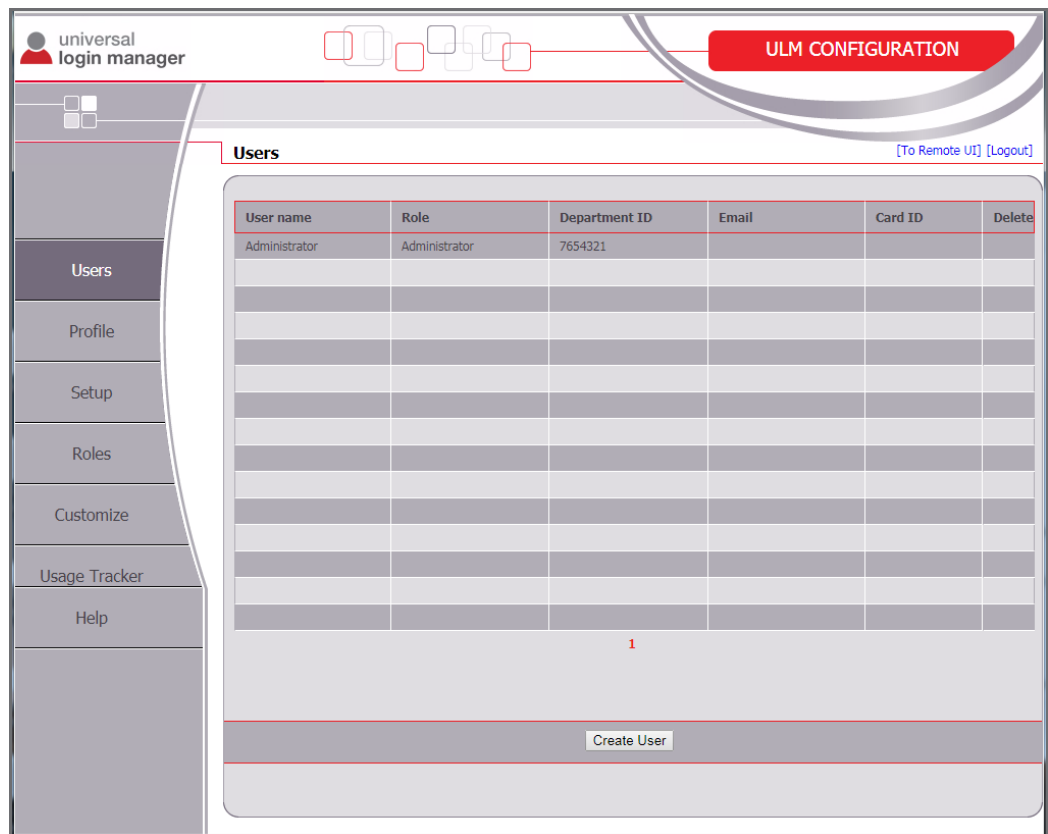 universal
login manager
ULM CONFIGURATION
Users
[To Remote UI] [Logout]
User name Role Department ID Email Card ID Delete
Administrator Administrator 7654321
Users
Profile
Setup
Roles
Customize
Usage Tracker
Help
1
Create User